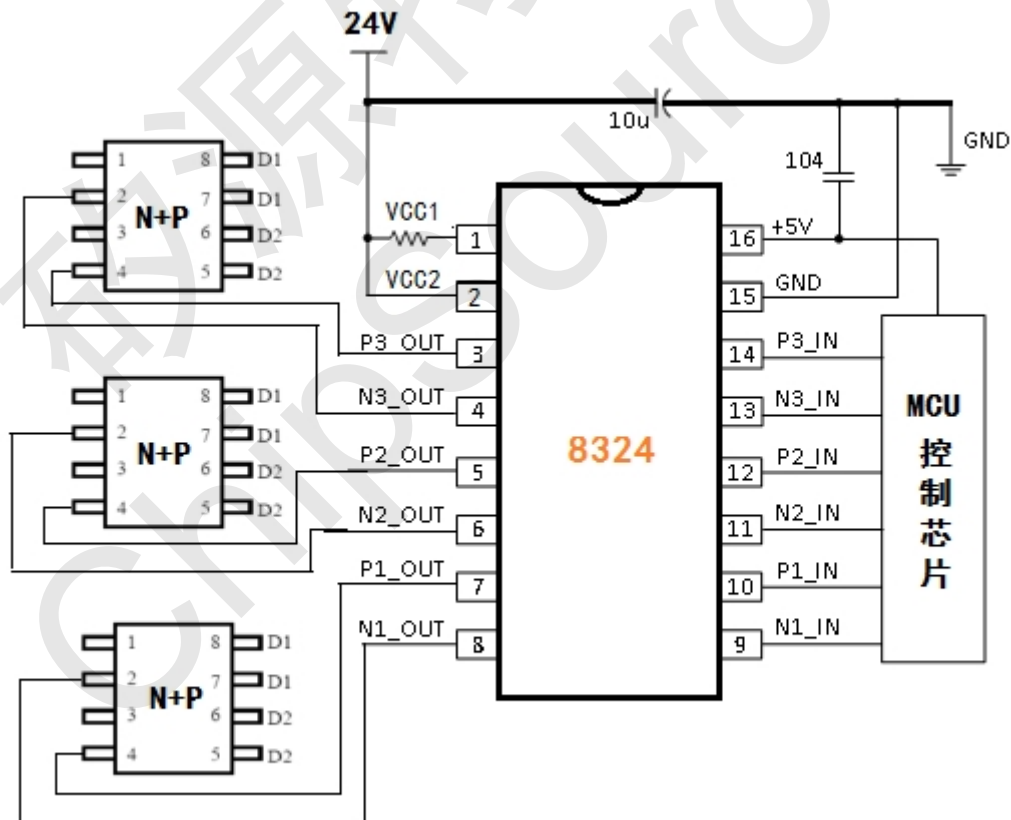 24V
10u
GND
104
VCC1
VCC2
1
2
3
4
5
6
7
8
16
15
14
13
12
11
10
9
+5V
GND
P3_OUT
N3_OUT
P2_OUT
N2_OUT
P1_OUT
N1_OUT
P3_IN
N3_IN
P2_IN
N2_IN
P1_IN
N1_IN
8324
MCU
控
制
芯
片
1 8 D1
2 7 D1
N+P
3 6 D2
4 5 D2
1 8 D1
2 7 D1
N+P
3 6 D2
4 5 D2
1 8 D1
2 7 D1
N+P
3 6 D2
4 5 D2
ChipSourc